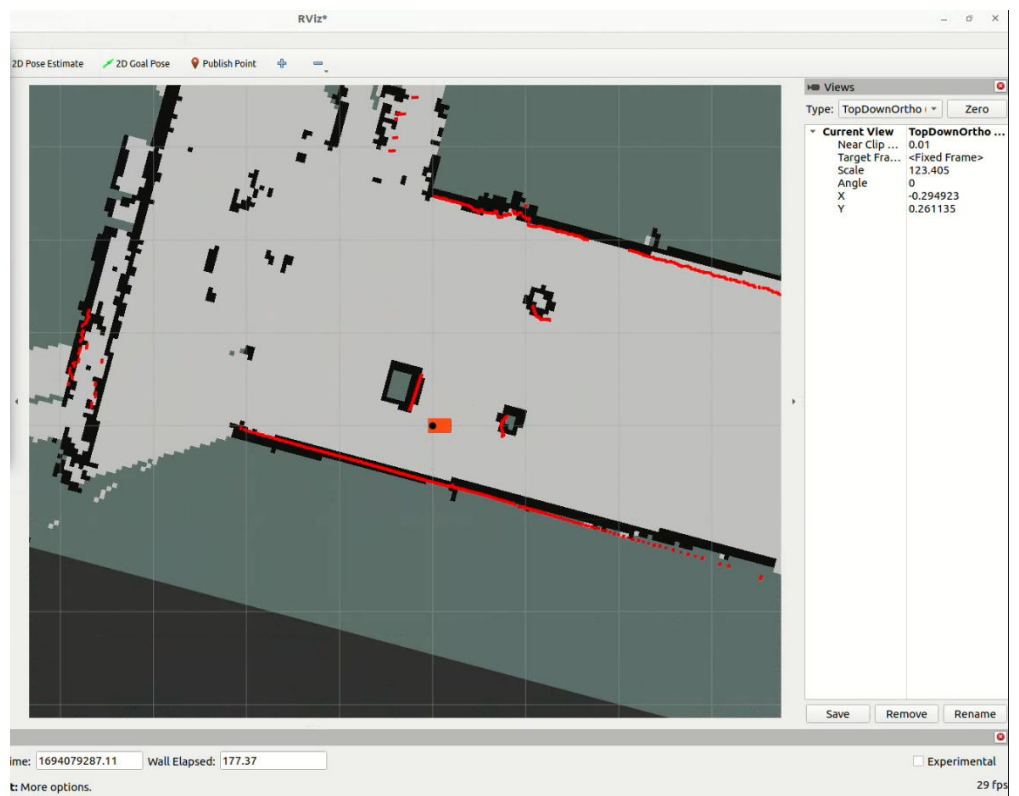 RViz*
2D Pose Estimate 2D Goal Pose Publish Point
Views
Type: TopDownOrtho ( Zero
Current View TopDownOrtho ...
Near Clip ... 0.01
Target Fra... <Fixed Frame>
Scale 123.405
Angle 0
X -0.294923
Y 0.261135
Save Remove Rename
ime: 1694079287.11 Wall Elapsed: 177.37 Experimental
t: More options. 29 fps